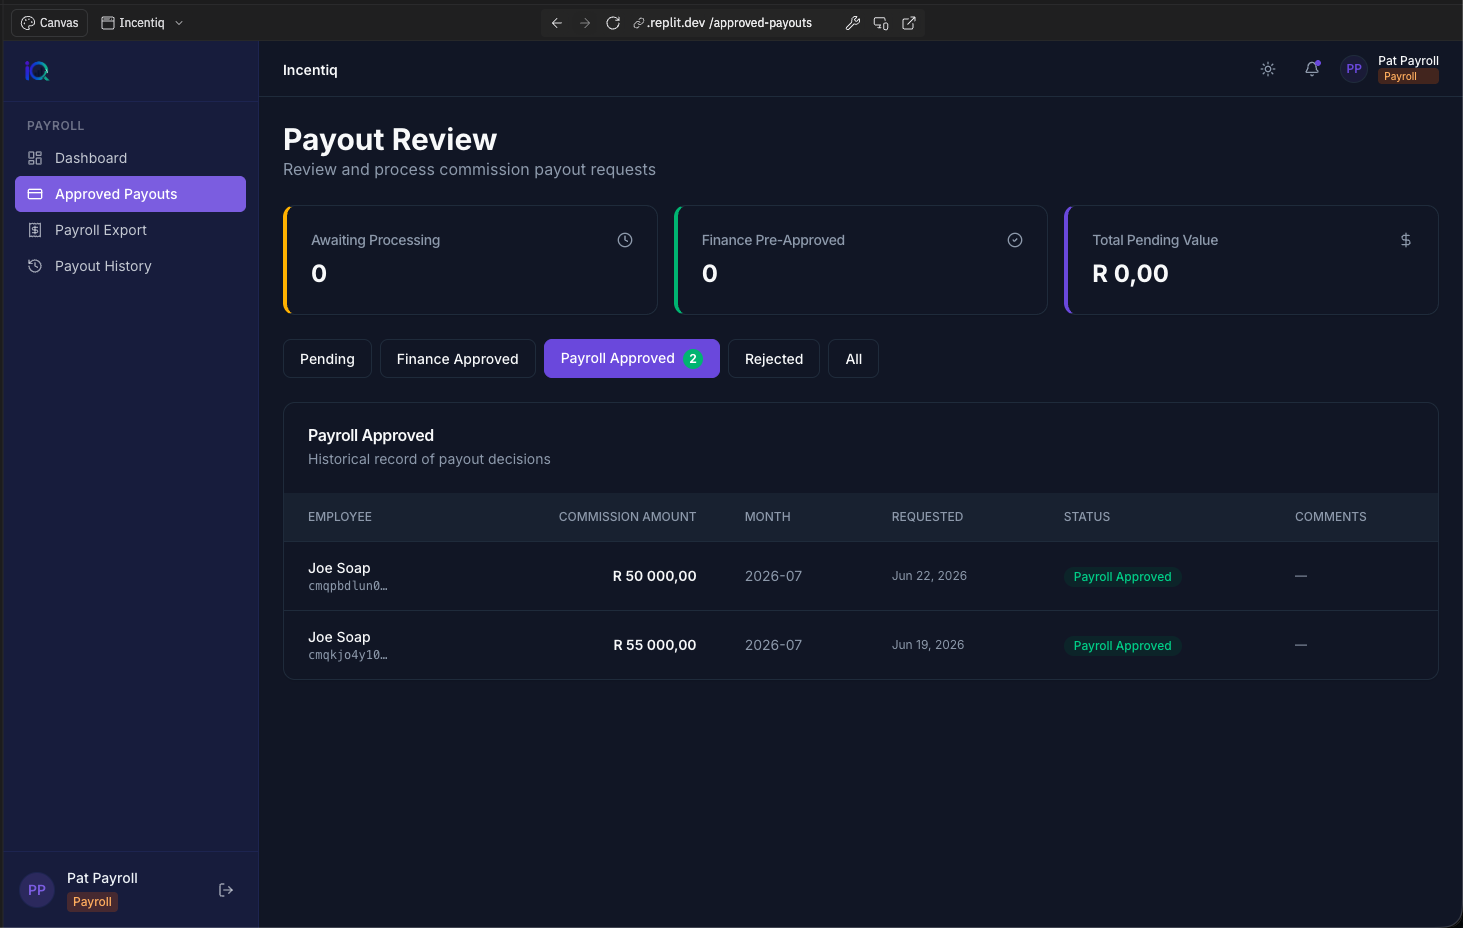 Canvas
Incentiq
.replit.dev /approved-payouts
iQ
Incentiq
PP
Pat Payroll
Payroll
PAYROLL
Dashboard
Approved Payouts
Payroll Export
Payout History
Payout Review
Review and process commission payout requests
Awaiting Processing
0
Finance Pre-Approved
0
Total Pending Value
$
R 0,00
Pending
Finance Approved
Payroll Approved 2
Rejected
All
Payroll Approved
Historical record of payout decisions
EMPLOYEE COMMISSION AMOUNT MONTH REQUESTED STATUS COMMENTS
Joe Soap
cmqpbdlun0…
R 50 000,00 2026-07 Jun 22, 2026 Payroll Approved —
Joe Soap
cmqkjo4y10…
R 55 000,00 2026-07 Jun 19, 2026 Payroll Approved —
PP
Pat Payroll
Payroll